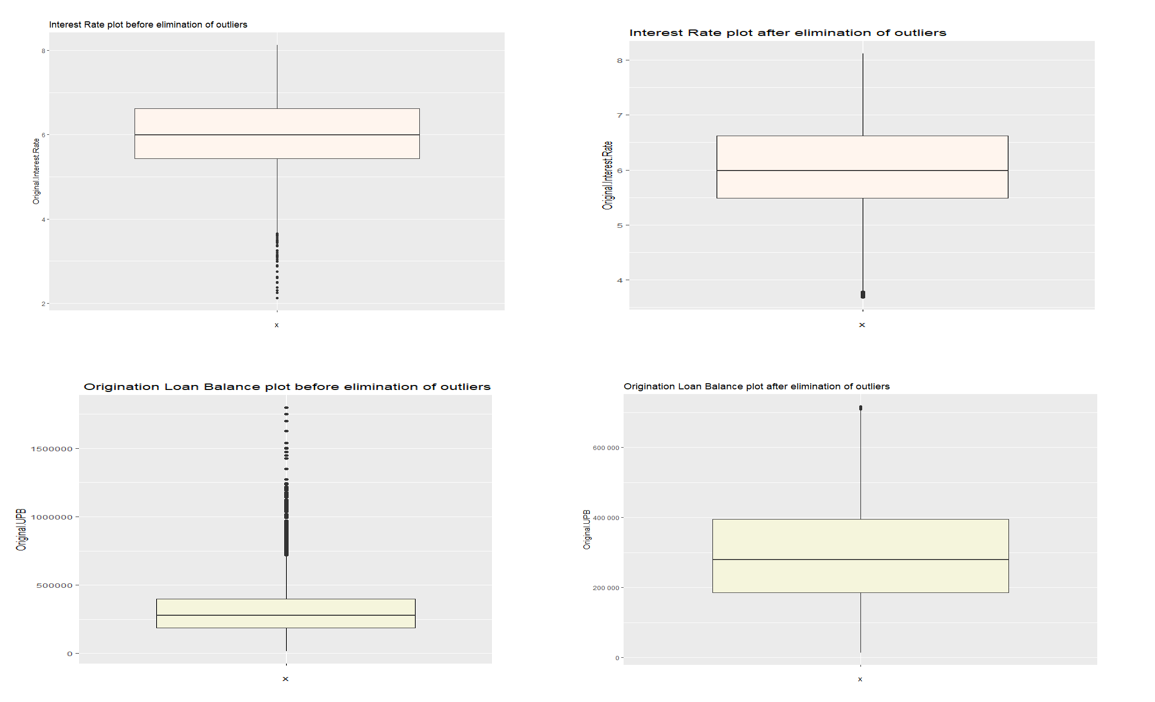 Interest Rate plot before elimination of outliers
8
6
4
2
Original.Interest.Rate
x
Interest Rate plot after elimination of outliers
8
7
6
5
4
Original.Interest.Rate
x
Origination Loan Balance plot before elimination of outliers
1500000
1000000
500000
0
Original.UPB
x
Origination Loan Balance plot after elimination of outliers
600 000
400 000
200 000
0
Original.UPB
x